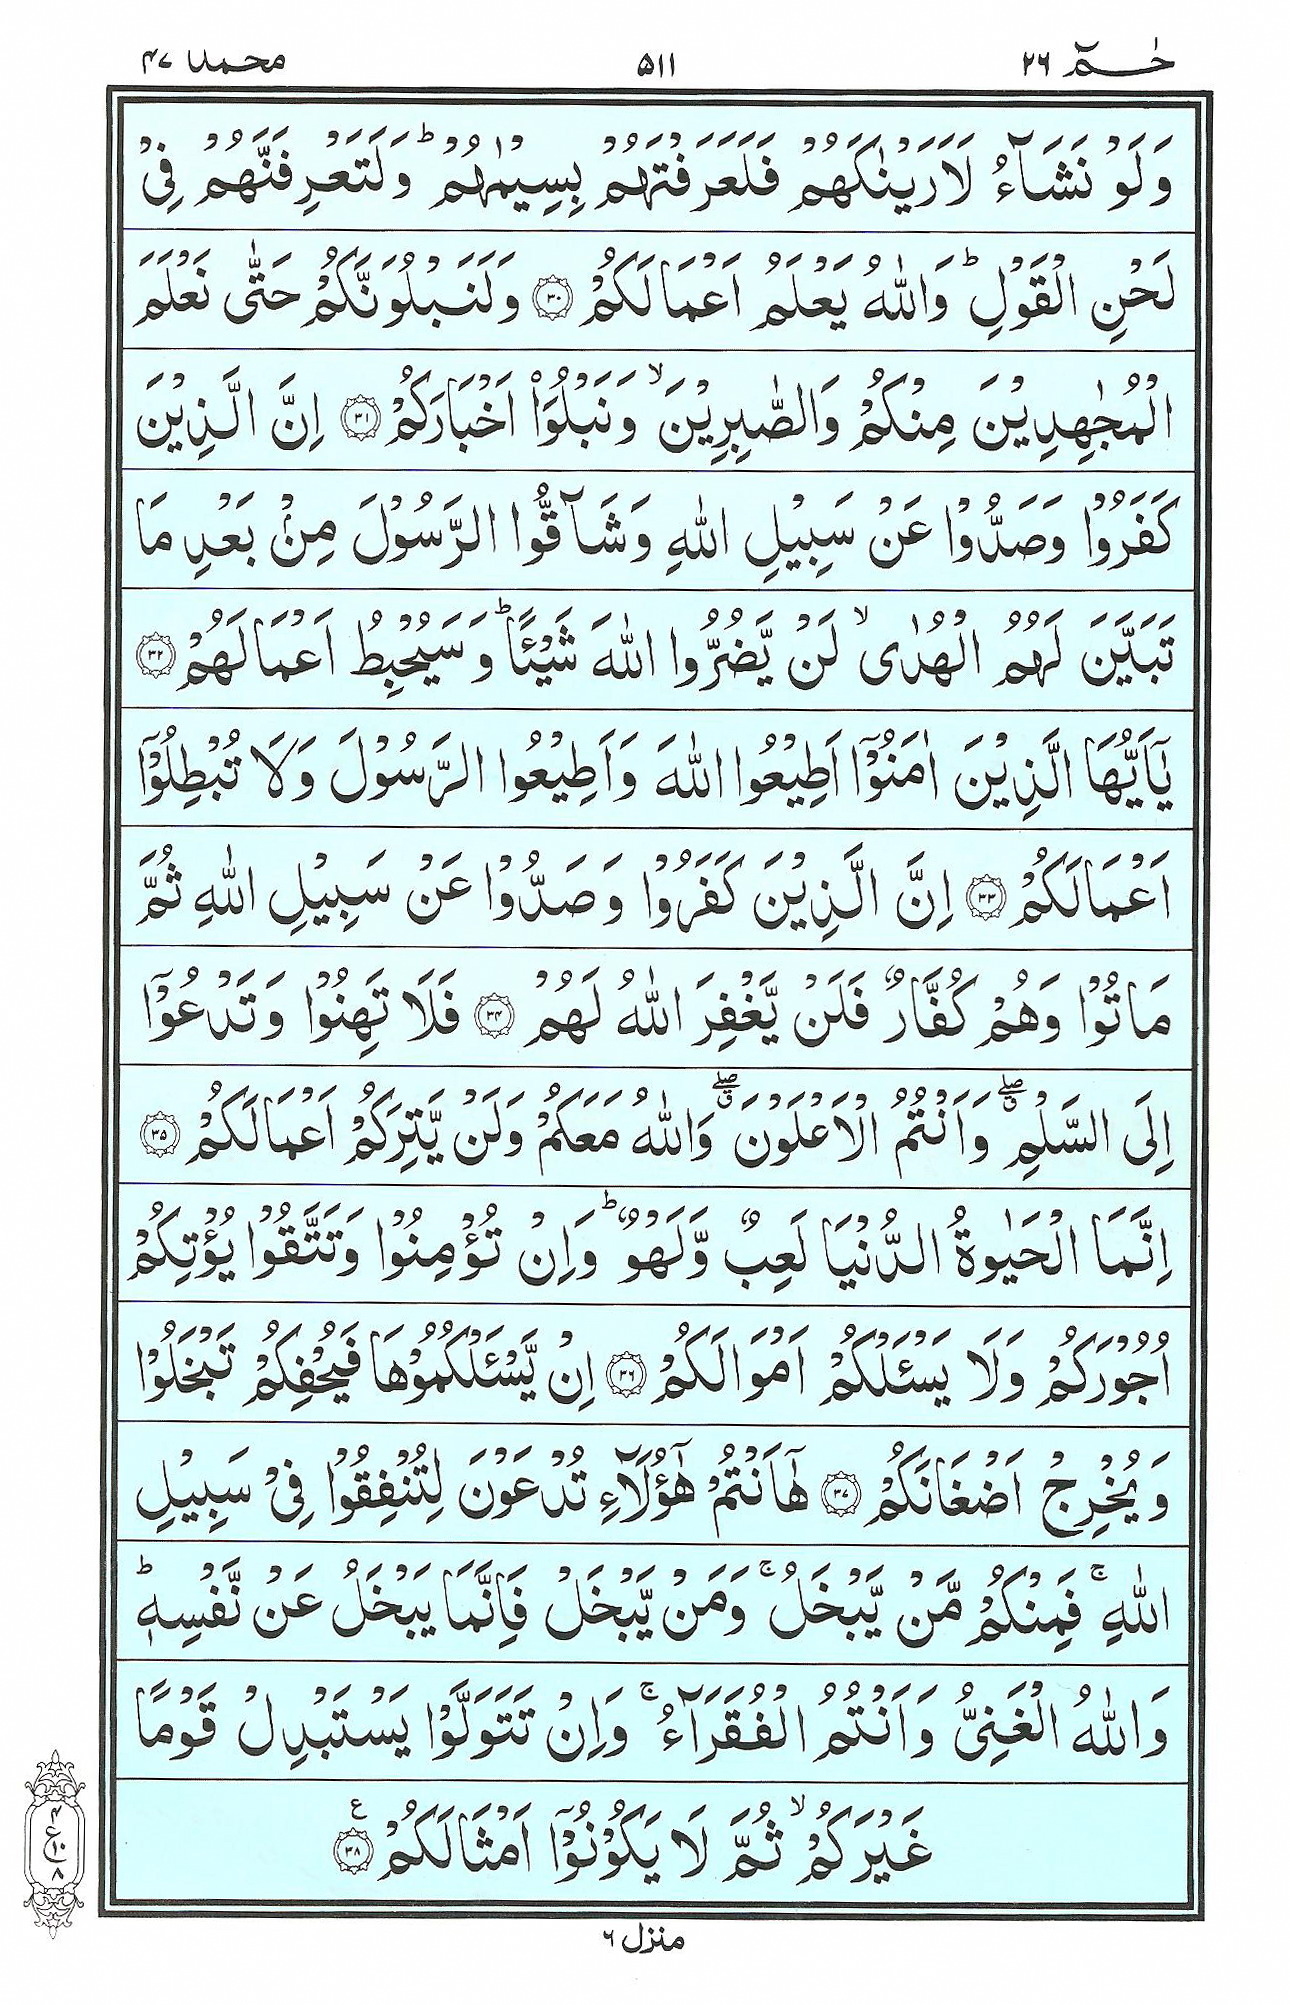 حٰـمٓ ٢٦
٥١١
محمد ٤٧
وَلَوْ نَشَآءُ لَاَرَيْنٰكَهُمْ فَلَعَرَفْتَهُمْ بِسِيْمٰهُمْ ؕ وَلَتَعْرِفَنَّهُمْ فِىْ
لَحْنِ الْقَوْلِ ؕ وَاللّٰهُ يَعْلَمُ اَعْمَالَكُمْ ﴿٣٠﴾ وَلَنَبْلُوَنَّكُمْ حَتّٰى نَعْلَمَ
الْمُجٰهِدِيْنَ مِنْكُمْ وَالصّٰبِرِيْنَ ۙ وَنَبْلُوَا۟ اَخْبَارَكُمْ ﴿٣١﴾ اِنَّ الَّذِيْنَ
كَفَرُوْا وَصَدُّوْا عَنْ سَبِيْلِ اللّٰهِ وَشَآقُّوا الرَّسُوْلَ مِنْۢ بَعْدِ مَا
تَبَيَّنَ لَهُمُ الْهُدٰى ۙ لَنْ يَّضُرُّوا اللّٰهَ شَيْـًٔا ؕ وَسَيُحْبِطُ اَعْمَالَهُمْ ﴿٣٢﴾
يٰٓاَيُّهَا الَّذِيْنَ اٰمَنُوْٓا اَطِيْعُوا اللّٰهَ وَاَطِيْعُوا الرَّسُوْلَ وَلَا تُبْطِلُوْٓا
اَعْمَالَكُمْ ﴿٣٣﴾ اِنَّ الَّذِيْنَ كَفَرُوْا وَصَدُّوْا عَنْ سَبِيْلِ اللّٰهِ ثُمَّ
مَاتُوْا وَهُمْ كُفَّارٌ فَلَنْ يَّغْفِرَ اللّٰهُ لَهُمْ ﴿٣٤﴾ فَلَا تَهِنُوْا وَتَدْعُوْٓا
اِلَى السَّلْمِ ۖق وَاَنْتُمُ الْاَعْلَوْنَ ۖق وَاللّٰهُ مَعَكُمْ وَلَنْ يَّتِرَكُمْ اَعْمَالَكُمْ ﴿٣٥﴾
اِنَّمَا الْحَيٰوةُ الدُّنْيَا لَعِبٌ وَّلَهْوٌ ؕ وَاِنْ تُؤْمِنُوْا وَتَتَّقُوْا يُؤْتِكُمْ
اُجُوْرَكُمْ وَلَا يَسْـَٔلْكُمْ اَمْوَالَكُمْ ﴿٣٦﴾ اِنْ يَّسْـَٔلْكُمُوْهَا فَيُحْفِكُمْ تَبْخَلُوْا
وَيُخْرِجْ اَضْغَانَكُمْ ﴿٣٧﴾ هٰٓاَنْتُمْ هٰٓؤُلَآءِ تُدْعَوْنَ لِتُنْفِقُوْا فِىْ سَبِيْلِ
اللّٰهِ ۚ فَمِنْكُمْ مَّنْ يَّبْخَلُ ۚ وَمَنْ يَّبْخَلْ فَاِنَّمَا يَبْخَلُ عَنْ نَّفْسِهٖ ؕ
وَاللّٰهُ الْغَنِىُّ وَاَنْتُمُ الْفُقَرَآءُ ۚ وَاِنْ تَتَوَلَّوْا يَسْتَبْدِلْ قَوْمًا
غَيْرَكُمْ ۙ ثُمَّ لَا يَكُوْنُوْٓا اَمْثَالَكُمْ ﴿٣٨﴾ ع
٤
ع ١٠
٨
منزل ٦